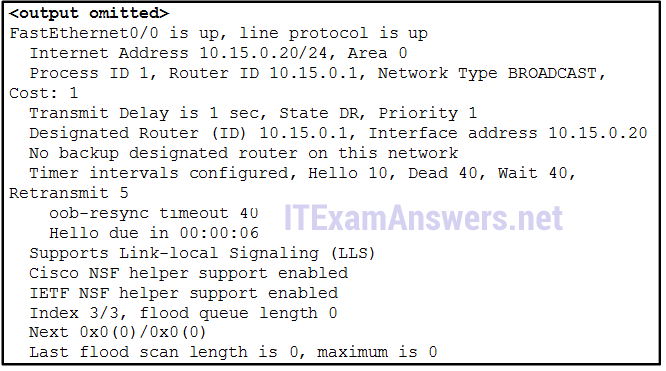 <output omitted>
FastEthernet0/0 is up, line protocol is up
Internet Address 10.15.0.20/24, Area 0
Process ID 1, Router ID 10.15.0.1, Network Type BROADCAST,
Cost: 1
Transmit Delay is 1 sec, State DR, Priority 1
Designated Router (ID) 10.15.0.1, Interface address 10.15.0.20
No backup designated router on this network
Timer intervals configured, Hello 10, Dead 40, Wait 40,
Retransmit 5
oob-resync timeout 40
Hello due in 00:00:06
ITExamAnswers.net
Supports Link-local Signaling (LLS)
Cisco NSF helper support enabled
IETF NSF helper support enabled
Index 3/3, flood queue length 0
Next 0x0(0)/0x0(0)
Last flood scan length is 0, maximum is 0